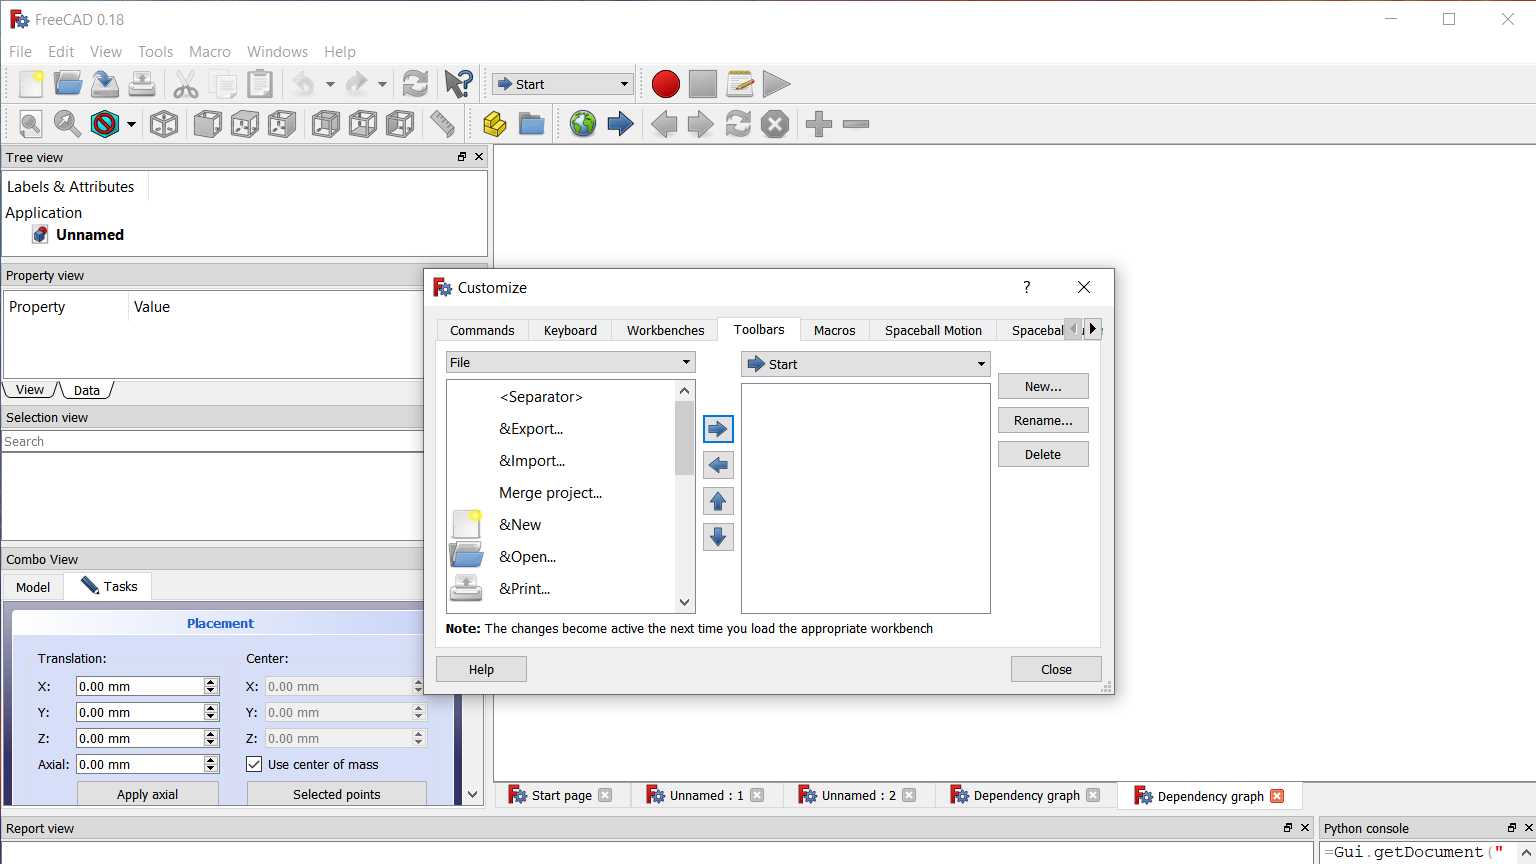 FreeCAD 0.18
File Edit View Tools Macro Windows Help
Start
Tree view
Labels & Attributes
Application
Unnamed
Property view
Property Value
View Data
Selection view
Search
Combo View
Model Tasks
Placement
Translation: Center:
X: 0.00 mm X: 0.00 mm
Y: 0.00 mm Y: 0.00 mm
Z: 0.00 mm Z: 0.00 mm
Axial: 0.00 mm Use center of mass
Apply axial Selected points
Customize ?
Commands Keyboard Workbenches Toolbars Macros Spaceball Motion
File Start
<Separator>
&Export...
&Import...
Merge project...
&New
&Open...
&Print...
New...
Rename...
Delete
Note: The changes become active the next time you load the appropriate workbench
Help Close
Start page Unnamed : 1 Unnamed : 2 Dependency graph Dependency graph
Report view Python console
=Gui.getDocument("